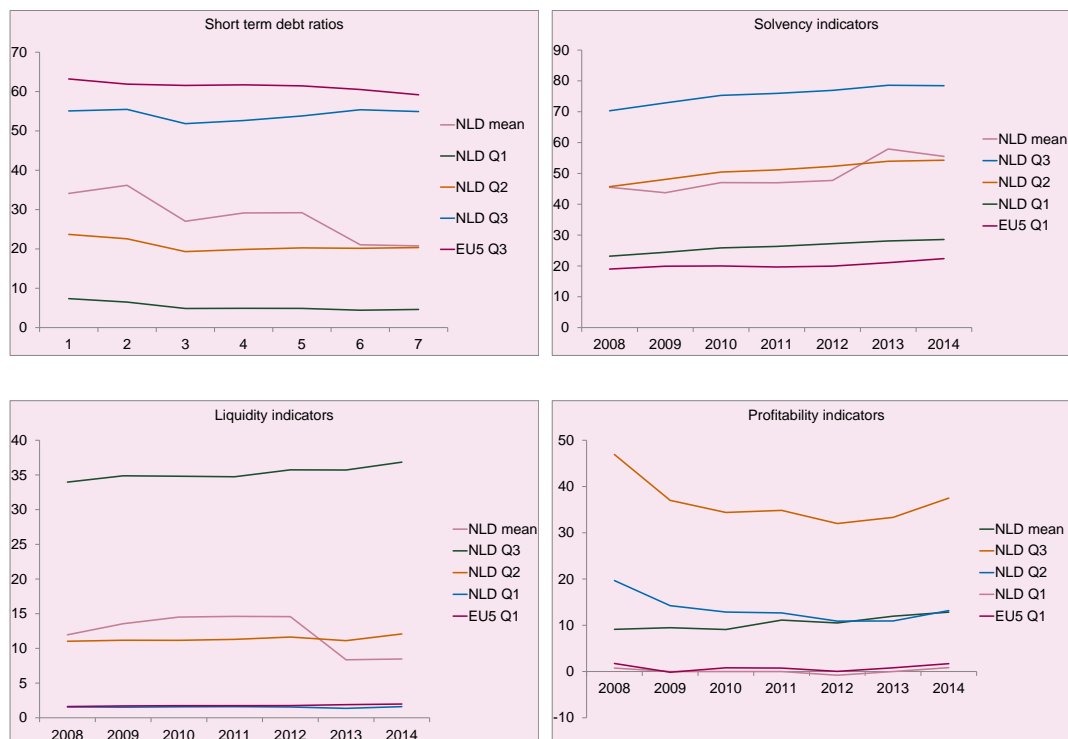 Short term debt ratios
70
60
50
40
30
20
10
0
1 2 3 4 5 6 7
NLD mean
NLD Q1
NLD Q2
NLD Q3
EU5 Q3
Solvency indicators
90
80
70
60
50
40
30
20
10
0
2008 2009 2010 2011 2012 2013 2014
NLD mean
NLD Q3
NLD Q2
NLD Q1
EU5 Q1
Liquidity indicators
40
35
30
25
20
15
10
5
0
2008 2009 2010 2011 2012 2013 2014
NLD mean
NLD Q3
NLD Q2
NLD Q1
EU5 Q1
Profitability indicators
50
40
30
20
10
0
-10
2008 2009 2010 2011 2012 2013 2014
NLD mean
NLD Q3
NLD Q2
NLD Q1
EU5 Q1